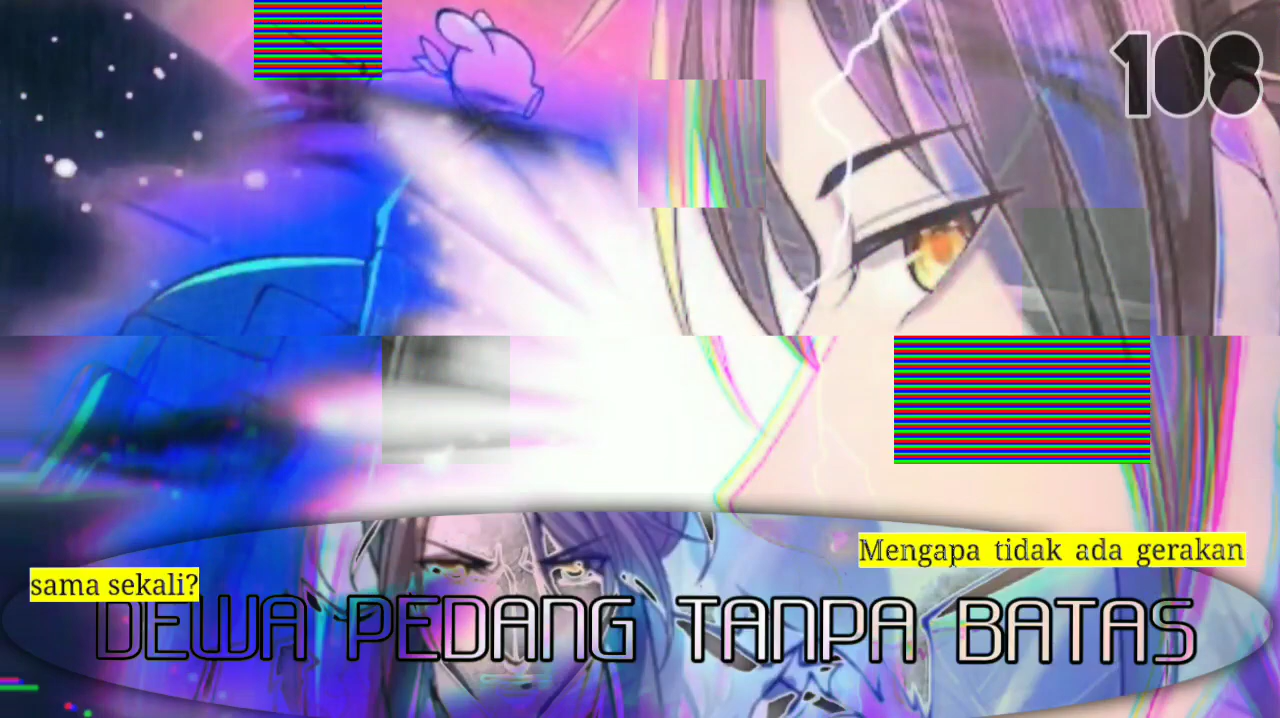 108
Mengapa tidak ada gerakan
sama sekali?
DEWA PEDANG TANPA BATAS